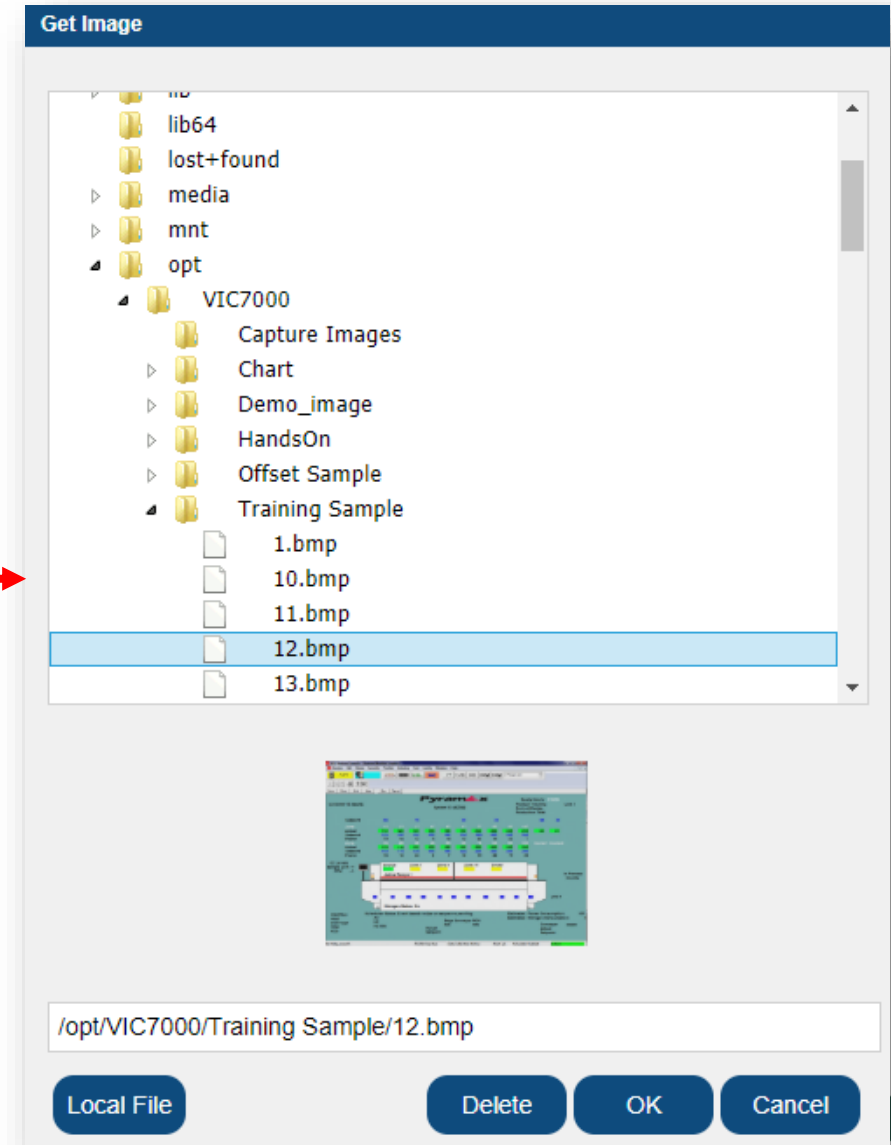 Get Image
lib
lib64
lost+found
media
mnt
opt
VIC7000
Capture Images
Chart
Demo_image
HandsOn
Offset Sample
Training Sample
1.bmp
10.bmp
11.bmp
12.bmp
13.bmp
Pyramax
/opt/VIC7000/Training Sample/12.bmp
Local File
Delete
OK
Cancel